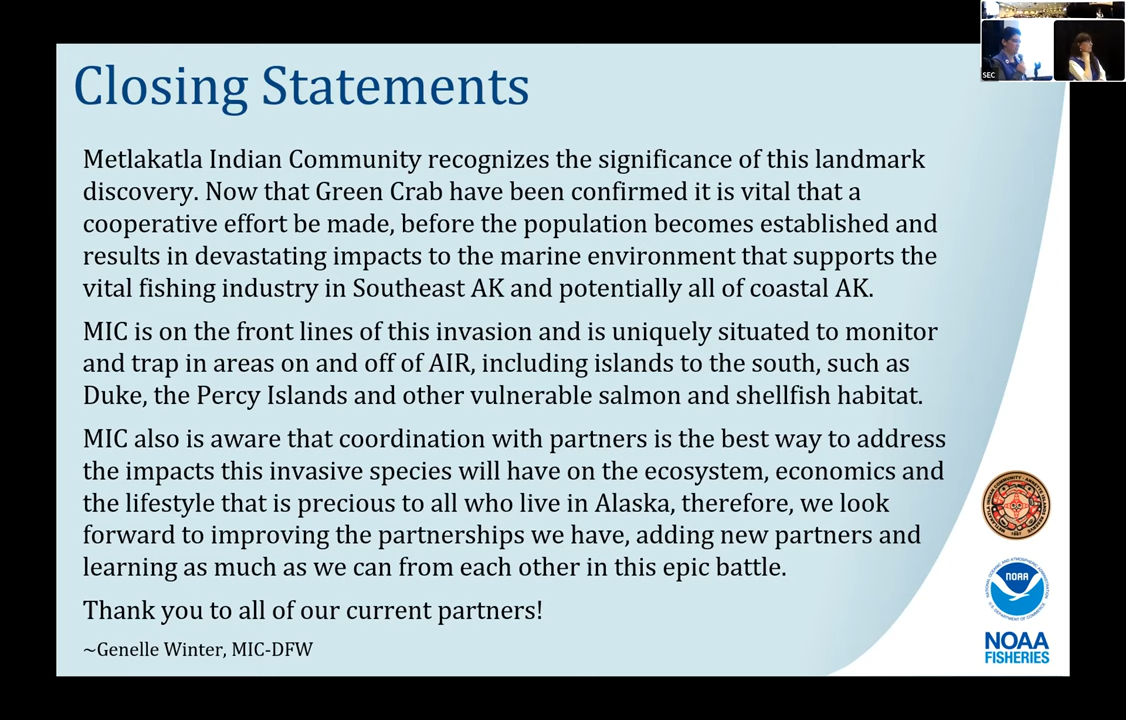 SEC
Closing Statements
Metlakatla Indian Community recognizes the significance of this landmark
discovery. Now that Green Crab have been confirmed it is vital that a
cooperative effort be made, before the population becomes established and
results in devastating impacts to the marine environment that supports the
vital fishing industry in Southeast AK and potentially all of coastal AK.
MIC is on the front lines of this invasion and is uniquely situated to monitor
and trap in areas on and off of AIR, including islands to the south, such as
Duke, the Percy Islands and other vulnerable salmon and shellfish habitat.
MIC also is aware that coordination with partners is the best way to address
the impacts this invasive species will have on the ecosystem, economics and
the lifestyle that is precious to all who live in Alaska, therefore, we look
forward to improving the partnerships we have, adding new partners and
learning as much as we can from each other in this epic battle.
Thank you to all of our current partners!
~Genelle Winter, MIC-DFW
NOAA
NOAA
FISHERIES